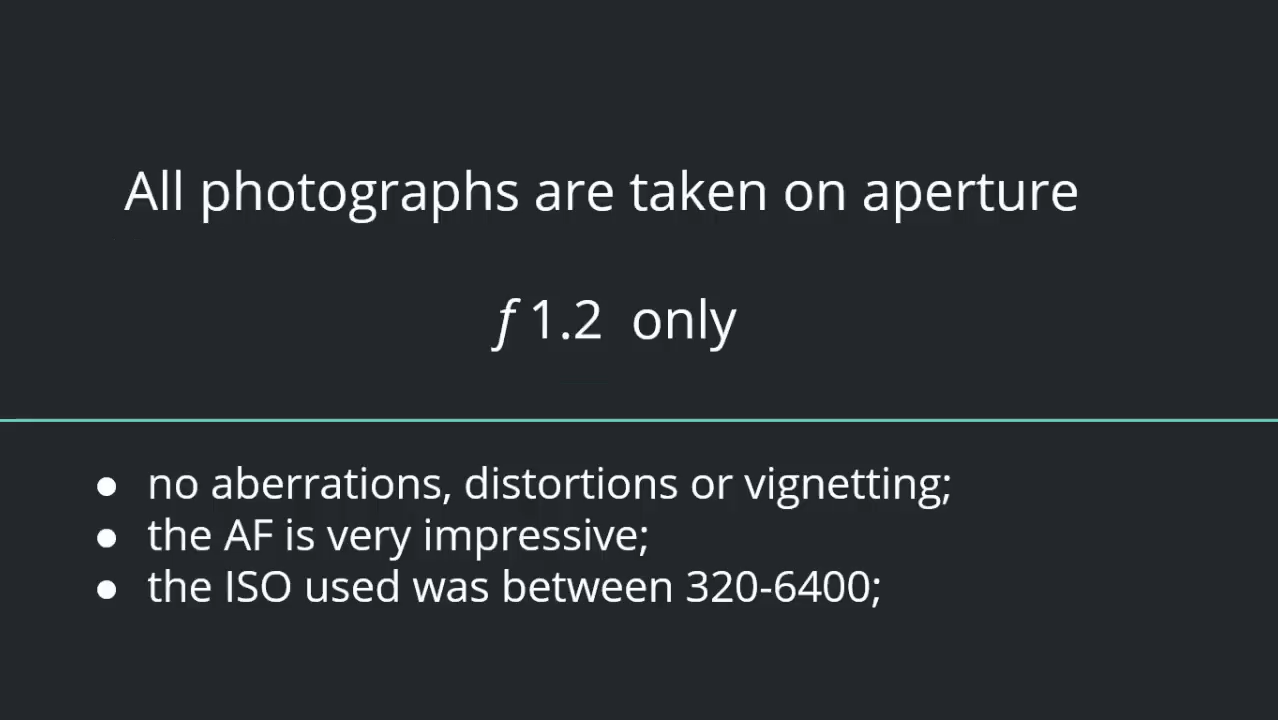 All photographs are taken on aperture
ƒ 1.2 only
● no aberrations, distortions or vignetting;
● the AF is very impressive;
● the ISO used was between 320-6400;